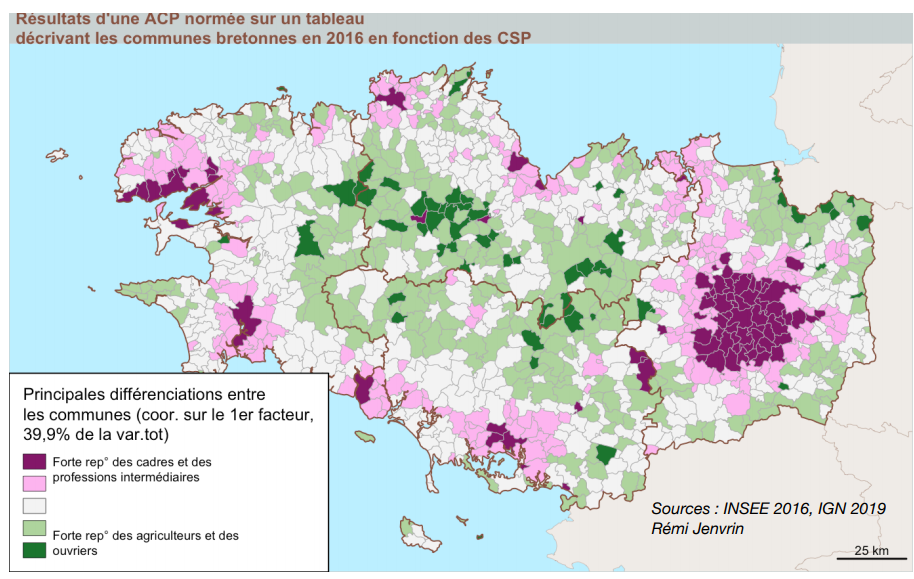 Résultats d'une ACP normée sur un tableau
décrivant les communes bretonnes en 2016 en fonction des CSP
Principales différenciations entre
les communes (coor. sur le 1er facteur,
39,9% de la var.tot)
Forte rep° des cadres et des
professions intermédiaires
Forte rep° des agriculteurs et des
ouvriers
Sources : INSEE 2016, IGN 2019
Rémi Jenvrin
25 km